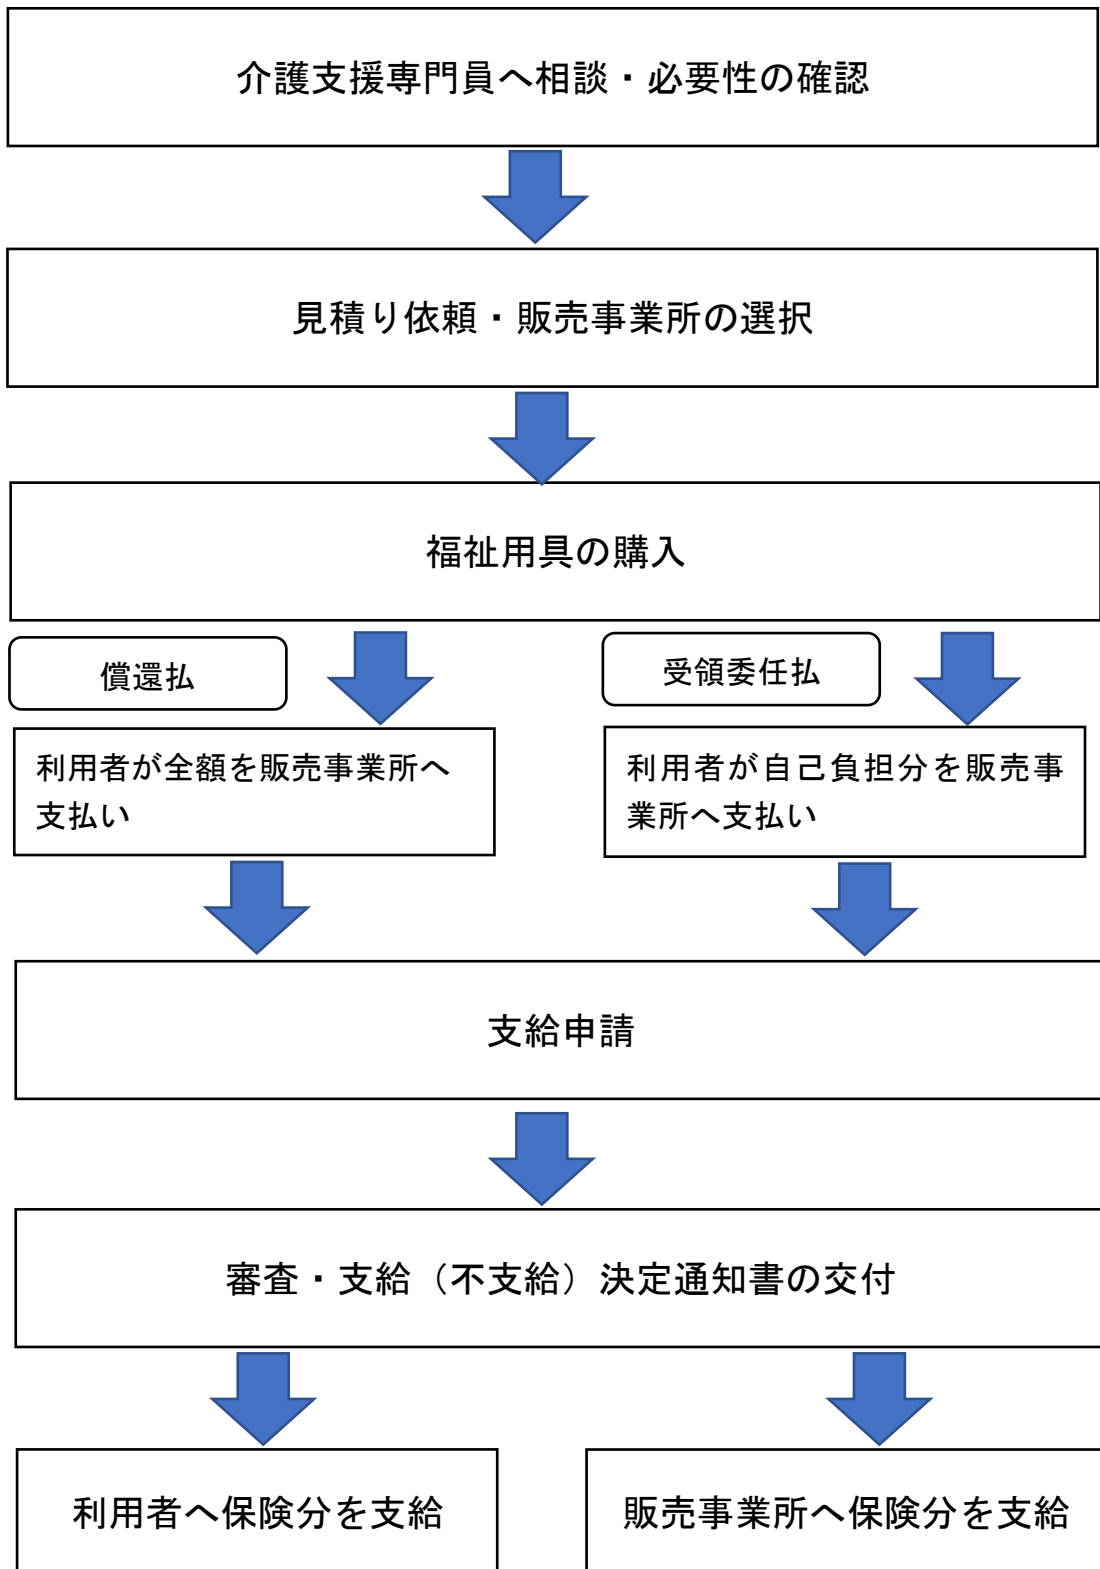 介護支援専門員へ相談・必要性の確認
見積り依頼・販売事業所の選択
福祉用具の購入
償還払
受領委任払
利用者が全額を販売事業所へ
支払い
利用者が自己負担分を販売事
業所へ支払い
支給申請
審査・支給（不支給）決定通知書の交付
利用者へ保険分を支給
販売事業所へ保険分を支給